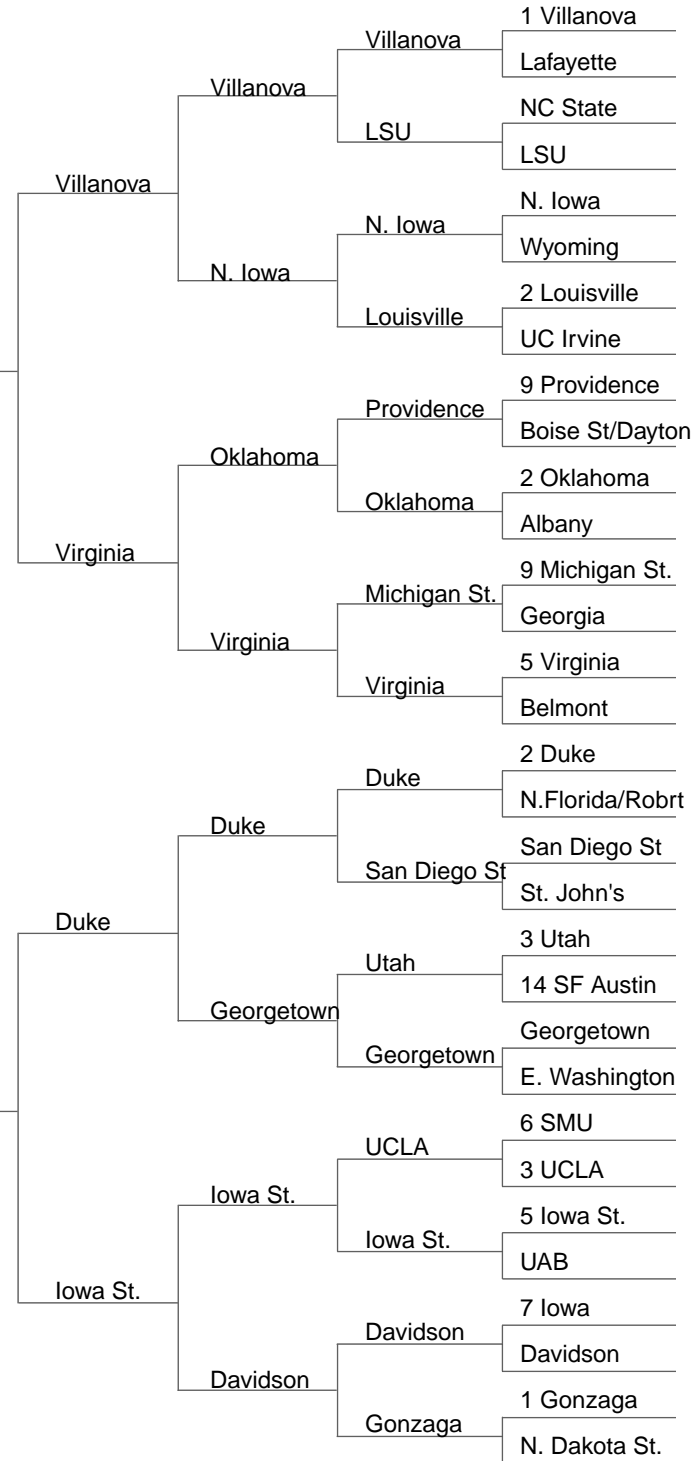 1 Villanova
Villanova
Lafayette
Villanova
NC State
LSU
LSU
Villanova
N. Iowa
N. Iowa
Wyoming
N. Iowa
2 Louisville
Louisville
UC Irvine
9 Providence
Providence
Boise St/Dayton
Oklahoma
2 Oklahoma
Oklahoma
Albany
Virginia
9 Michigan St.
Michigan St.
Georgia
Virginia
5 Virginia
Virginia
Belmont
2 Duke
Duke
N.Florida/Robrt
Duke
San Diego St
San Diego St
St. John's
Duke
3 Utah
Utah
14 SF Austin
Georgetown
Georgetown
Georgetown
E. Washington
6 SMU
UCLA
3 UCLA
Iowa St.
5 Iowa St.
Iowa St.
UAB
Iowa St.
7 Iowa
Davidson
Davidson
Davidson
1 Gonzaga
Gonzaga
N. Dakota St.